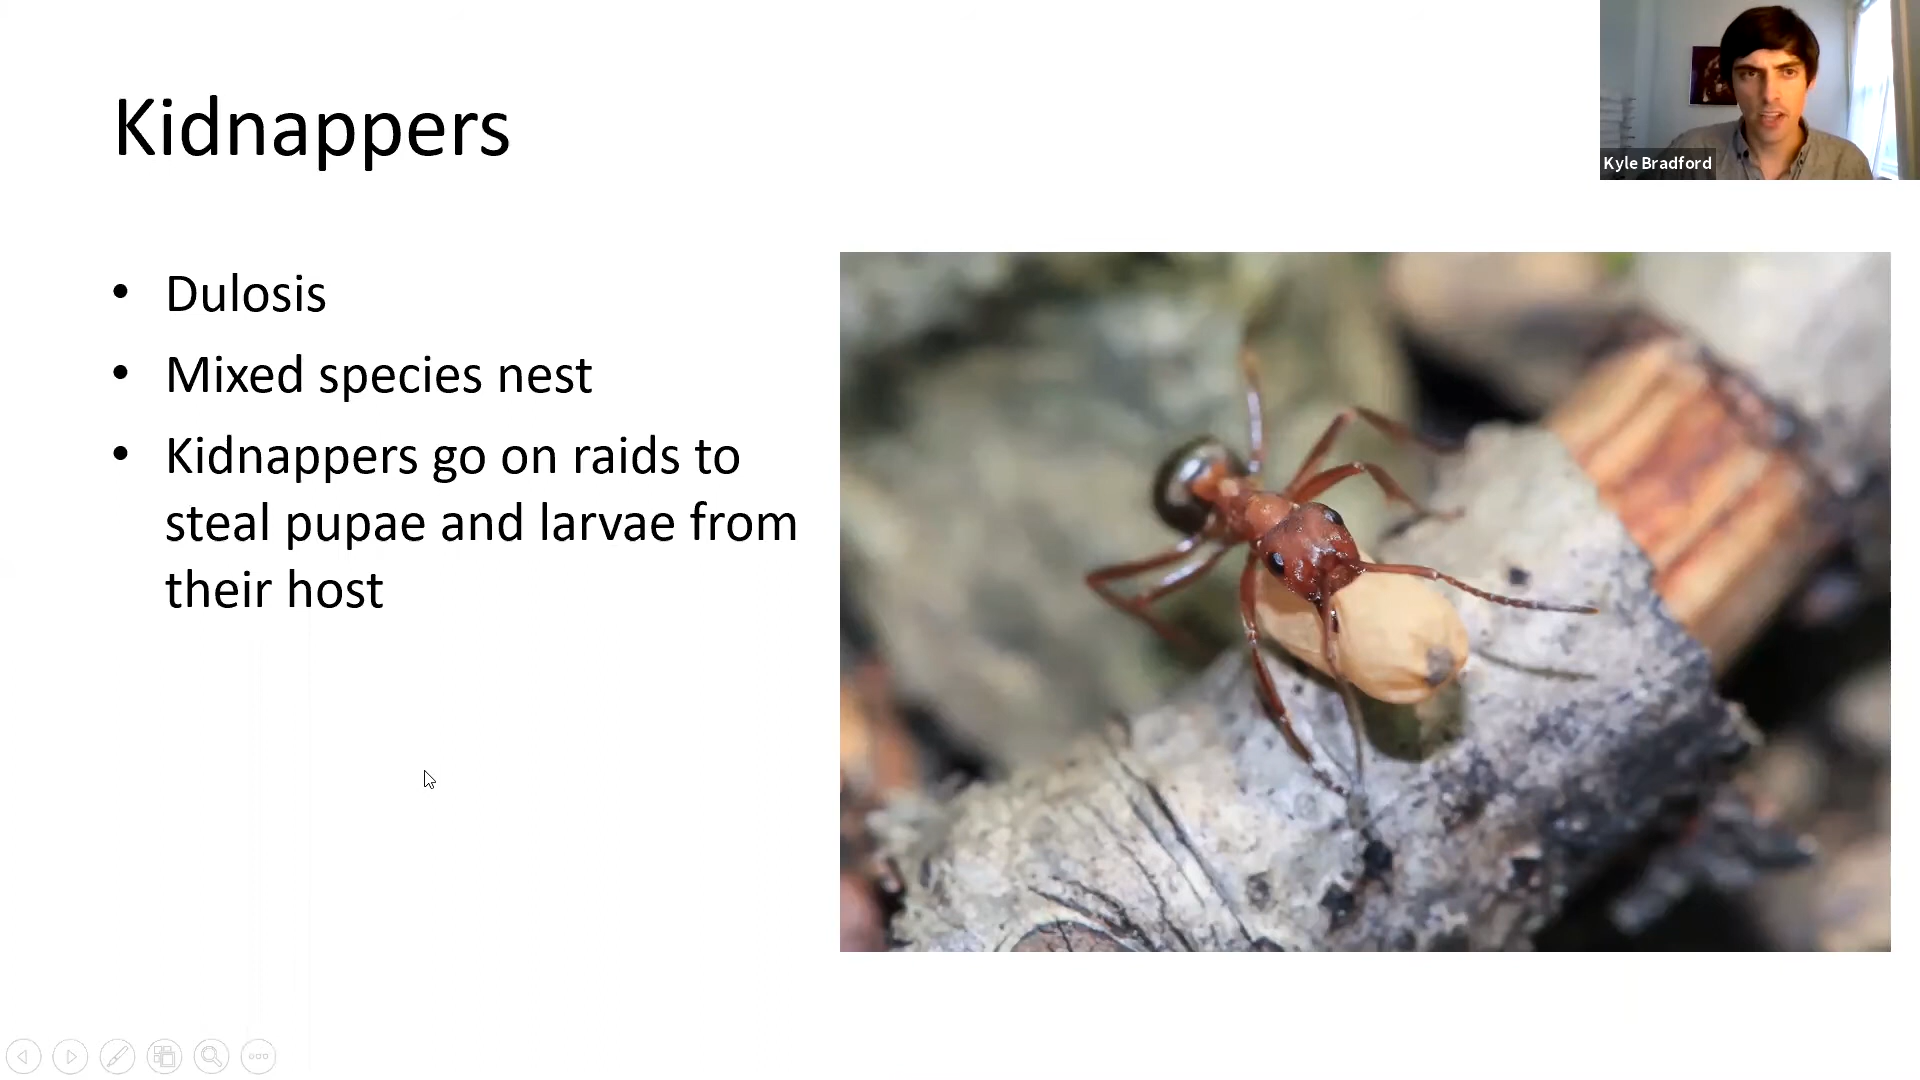 Kidnappers
Kyle Bradford
• Dulosis
• Mixed species nest
• Kidnappers go on raids to
steal pupae and larvae from
their host